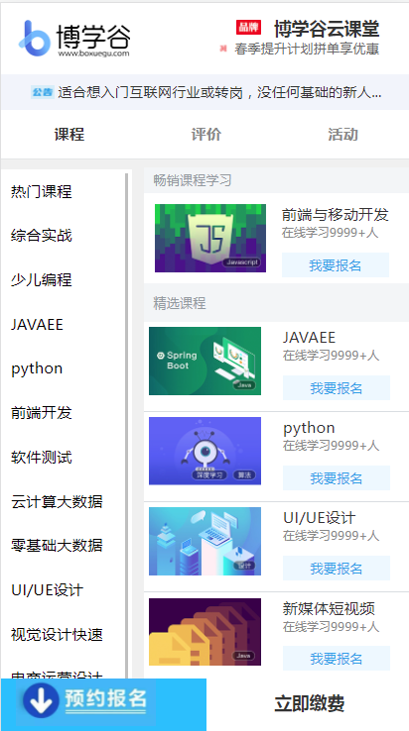 博学谷
www.boxuegu.com
品牌 博学谷云课堂
春季提升计划拼单享优惠
公告 适合想入门互联网行业或转岗，没任何基础的新人...
课程 评价 活动
热门课程
综合实战
少儿编程
JAVAEE
python
前端开发
软件测试
云计算大数据
零基础大数据
UI/UE设计
视觉设计快速
电商运营设计
畅销课程学习
JS
Javascript
前端与移动开发
在线学习9999+人
我要报名
精选课程
Spring
Boot
Java
JAVAEE
在线学习9999+人
我要报名
深度学习 算法
python
在线学习9999+人
我要报名
设计
UI/UE设计
在线学习9999+人
我要报名
Java
新媒体短视频
在线学习9999+人
我要报名
预约报名
立即缴费